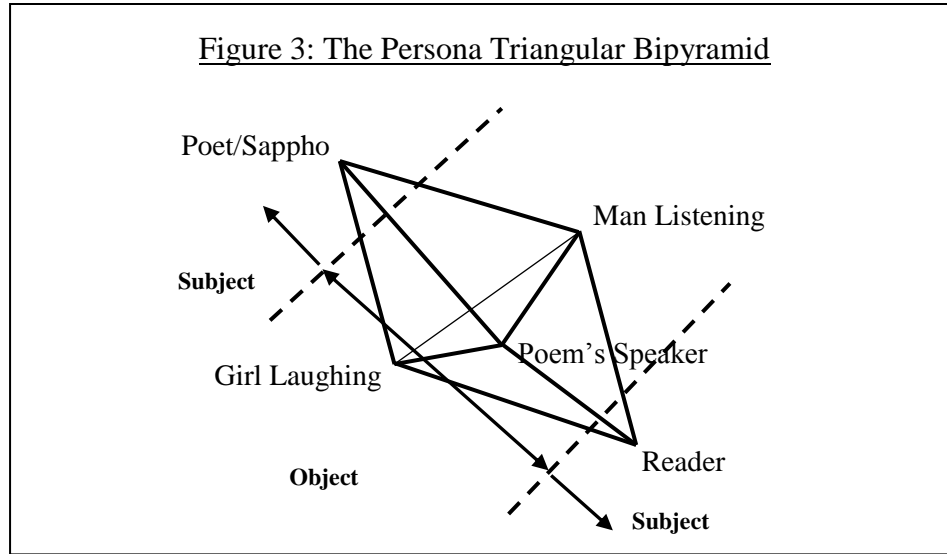 Figure 3: The Persona Triangular Bipyramid
Poet/Sappho
Man Listening
Subject
Poem’s Speaker
Girl Laughing
Reader
Object
Subject